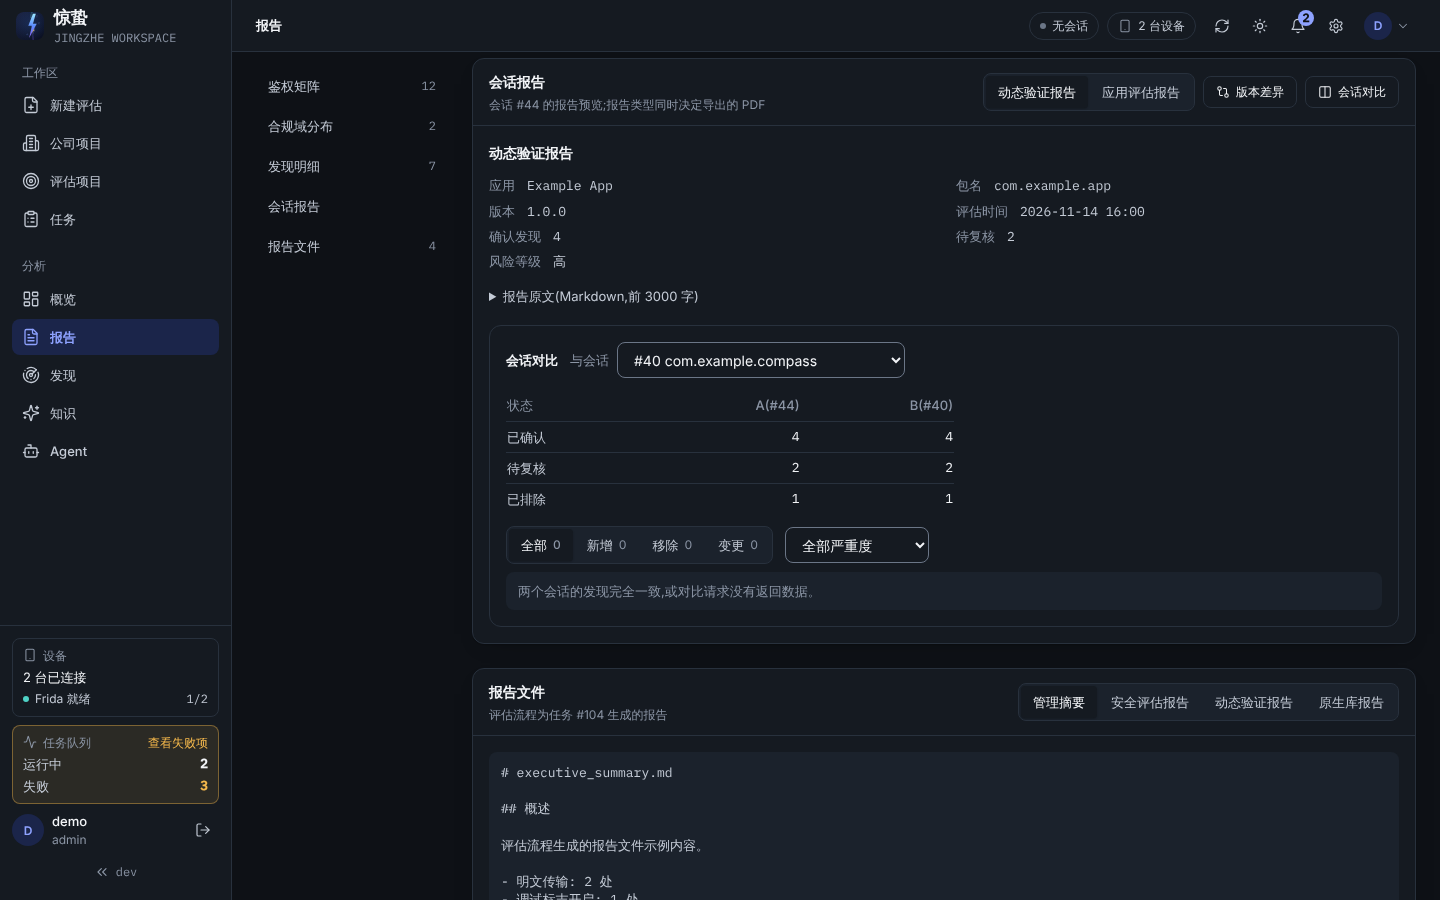 惊蛰
JINGZHE WORKSPACE
工作区
新建评估
公司项目
评估项目
任务
分析
概览
报告
发现
知识
Agent
设备
2 台已连接
Frida 就绪 1/2
任务队列 查看失败项
运行中 2
失败 3
D demo
admin
dev
报告
无会话 2 台设备 2 D
鉴权矩阵 12
合规域分布 2
发现明细 7
会话报告
报告文件 4
会话报告
会话 #44 的报告预览;报告类型同时决定导出的 PDF
动态验证报告 应用评估报告 版本差异 会话对比
动态验证报告
应用 Example App 包名 com.example.app
版本 1.0.0 评估时间 2026-11-14 16:00
确认发现 4 待复核 2
风险等级 高
报告原文(Markdown,前 3000 字)
会话对比 与会话 #40 com.example.compass
状态 A(#44) B(#40)
已确认 4 4
待复核 2 2
已排除 1 1
全部 0 新增 0 移除 0 变更 0 全部严重度
两个会话的发现完全一致,或对比请求没有返回数据。
报告文件
评估流程为任务 #104 生成的报告
管理摘要 安全评估报告 动态验证报告 原生库报告
# executive_summary.md
## 概述
评估流程生成的报告文件示例内容。
- 明文传输: 2 处
- 调试标志开启: 1 处